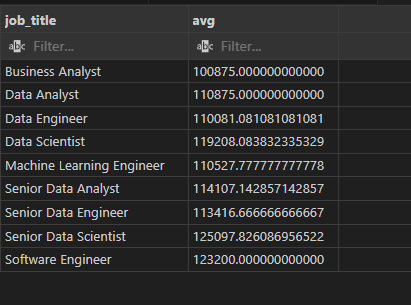 job_title avg
abc Filter... abc Filter...
Business Analyst 100875.000000000000
Data Analyst 110875.000000000000
Data Engineer 110081.081081081081
Data Scientist 119208.083832335329
Machine Learning Engineer 110527.777777777778
Senior Data Analyst 114107.142857142857
Senior Data Engineer 113416.666666666667
Senior Data Scientist 125097.826086956522
Software Engineer 123200.000000000000